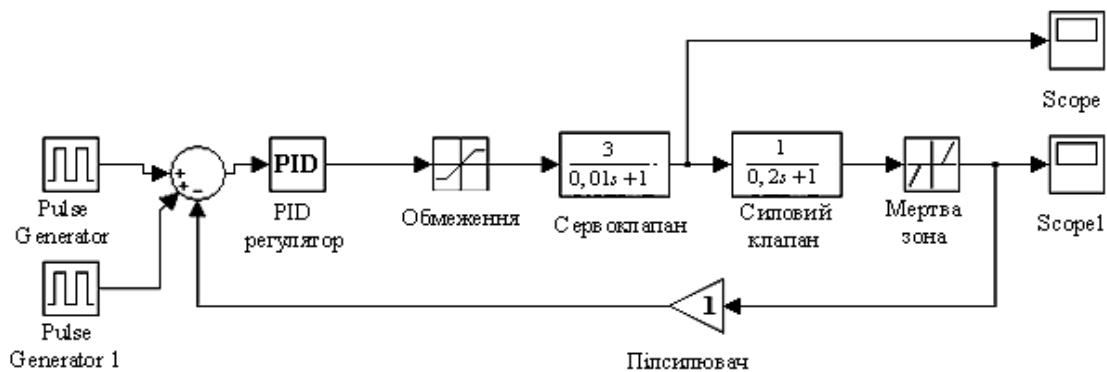 Scope
Pulse
Generator
+
+
−
PID
PID
регулятор
Обмеження
3
0,01s+1
Сервоклапан
1
0,2s+1
Силовий
клапан
Мертва
зона
Scope1
Pulse
Generator 1
1
Пілсилювач